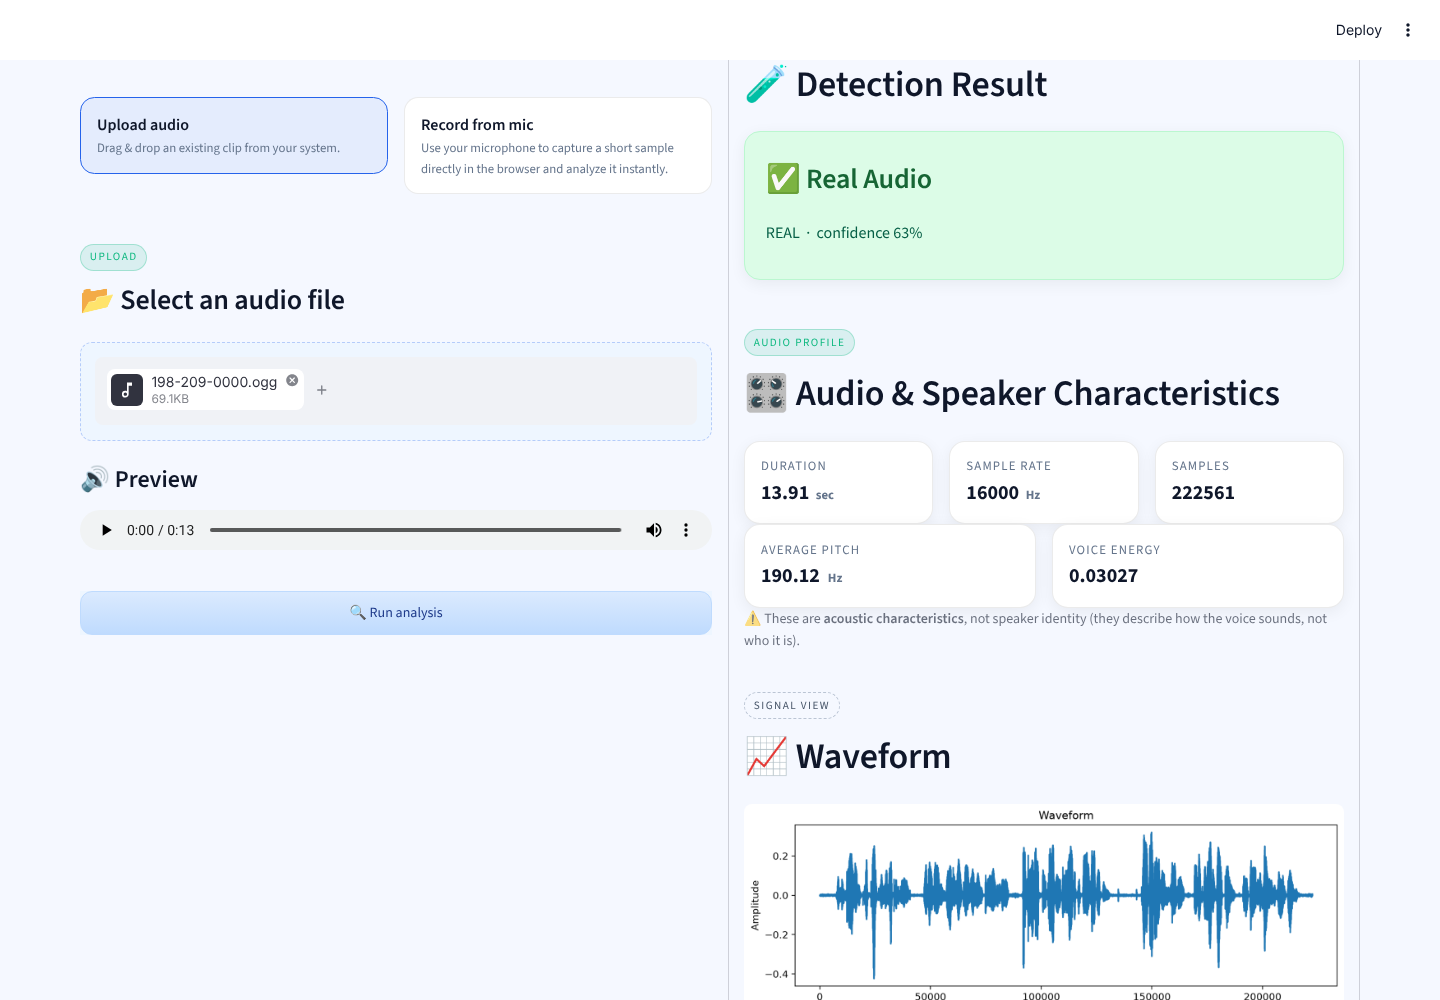 Deploy
Upload audio
Drag & drop an existing clip from your system.
Record from mic
Use your microphone to capture a short sample
directly in the browser and analyze it instantly.
UPLOAD
Select an audio file
198-209-0000.ogg
69.1KB
Preview
0:00 / 0:13
Run analysis
Detection Result
Real Audio
REAL · confidence 63%
AUDIO PROFILE
Audio & Speaker Characteristics
DURATION
13.91 sec
SAMPLE RATE
16000 Hz
SAMPLES
222561
AVERAGE PITCH
190.12 Hz
VOICE ENERGY
0.03027
These are acoustic characteristics, not speaker identity (they describe how the voice sounds, not
who it is).
SIGNAL VIEW
Waveform
Waveform
Amplitude
0.2
0.0
−0.2
−0.4
0 50000 100000 150000 200000